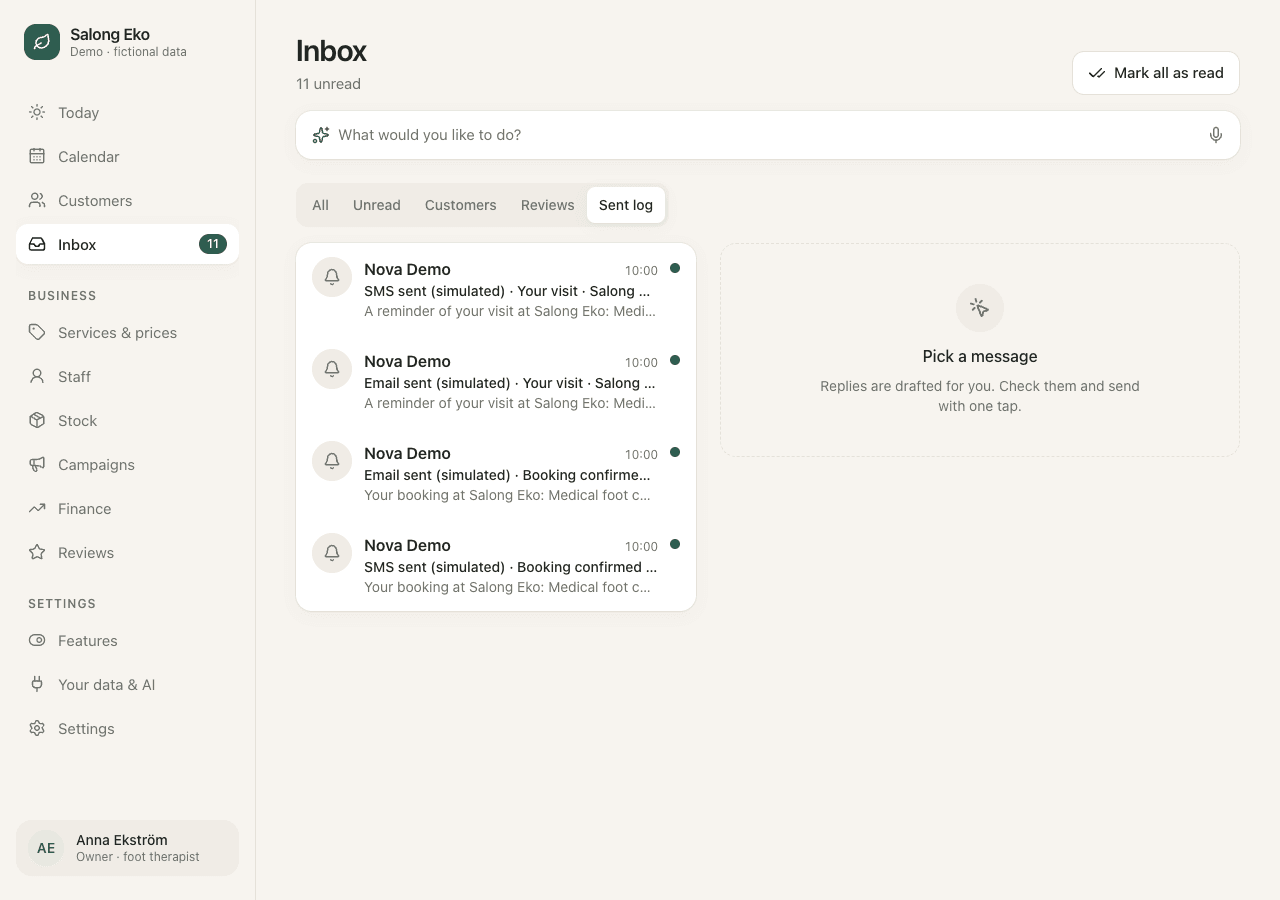 Salong Eko
Demo · fictional data
Today
Calendar
Customers
Inbox
11
BUSINESS
Services & prices
Staff
Stock
Campaigns
Finance
Reviews
SETTINGS
Features
Your data & AI
Settings
AE
Anna Ekström
Owner · foot therapist
Inbox
11 unread
Mark all as read
What would you like to do?
All
Unread
Customers
Reviews
Sent log
Nova Demo
10:00
SMS sent (simulated) · Your visit · Salong ...
A reminder of your visit at Salong Eko: Medi...
Nova Demo
10:00
Email sent (simulated) · Your visit · Salong ...
A reminder of your visit at Salong Eko: Medi...
Nova Demo
10:00
Email sent (simulated) · Booking confirme...
Your booking at Salong Eko: Medical foot c...
Nova Demo
10:00
SMS sent (simulated) · Booking confirmed ...
Your booking at Salong Eko: Medical foot c...
Pick a message
Replies are drafted for you. Check them and send
with one tap.